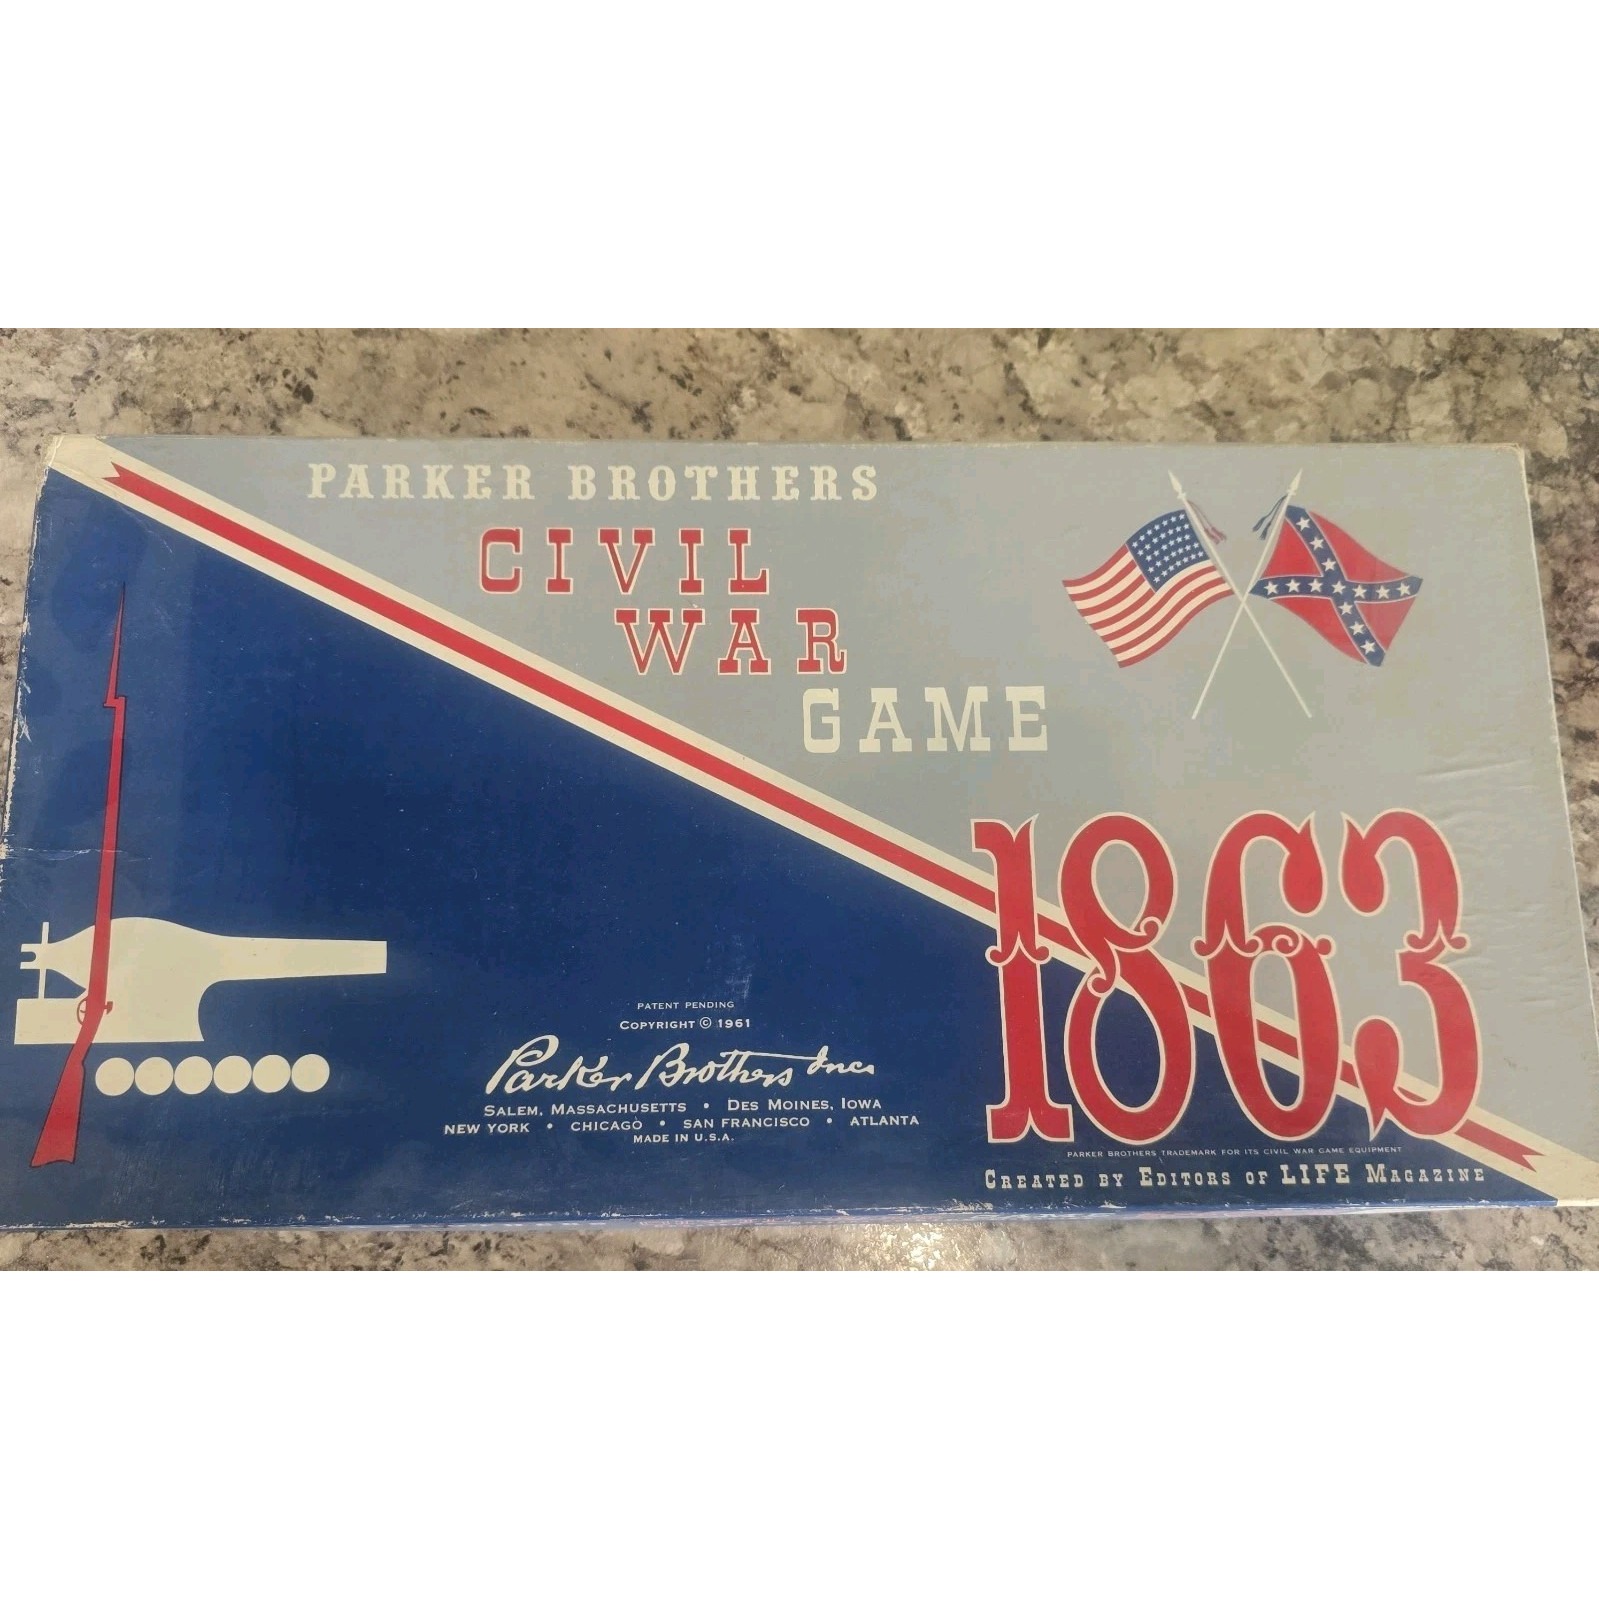 PARKER BROTHERS
CIVIL
WAR
GAME
1863
PATENT PENDING
COPYRIGHT © 1961
Parker Brothers Inc.
SALEM, MASSACHUSETTS • DES MOINES, IOWA
NEW YORK • CHICAGO • SAN FRANCISCO • ATLANTA
MADE IN U.S.A.
PARKER BROTHERS TRADEMARK FOR ITS CIVIL WAR GAME EQUIPMENT
CREATED BY EDITORS OF LIFE MAGAZINE